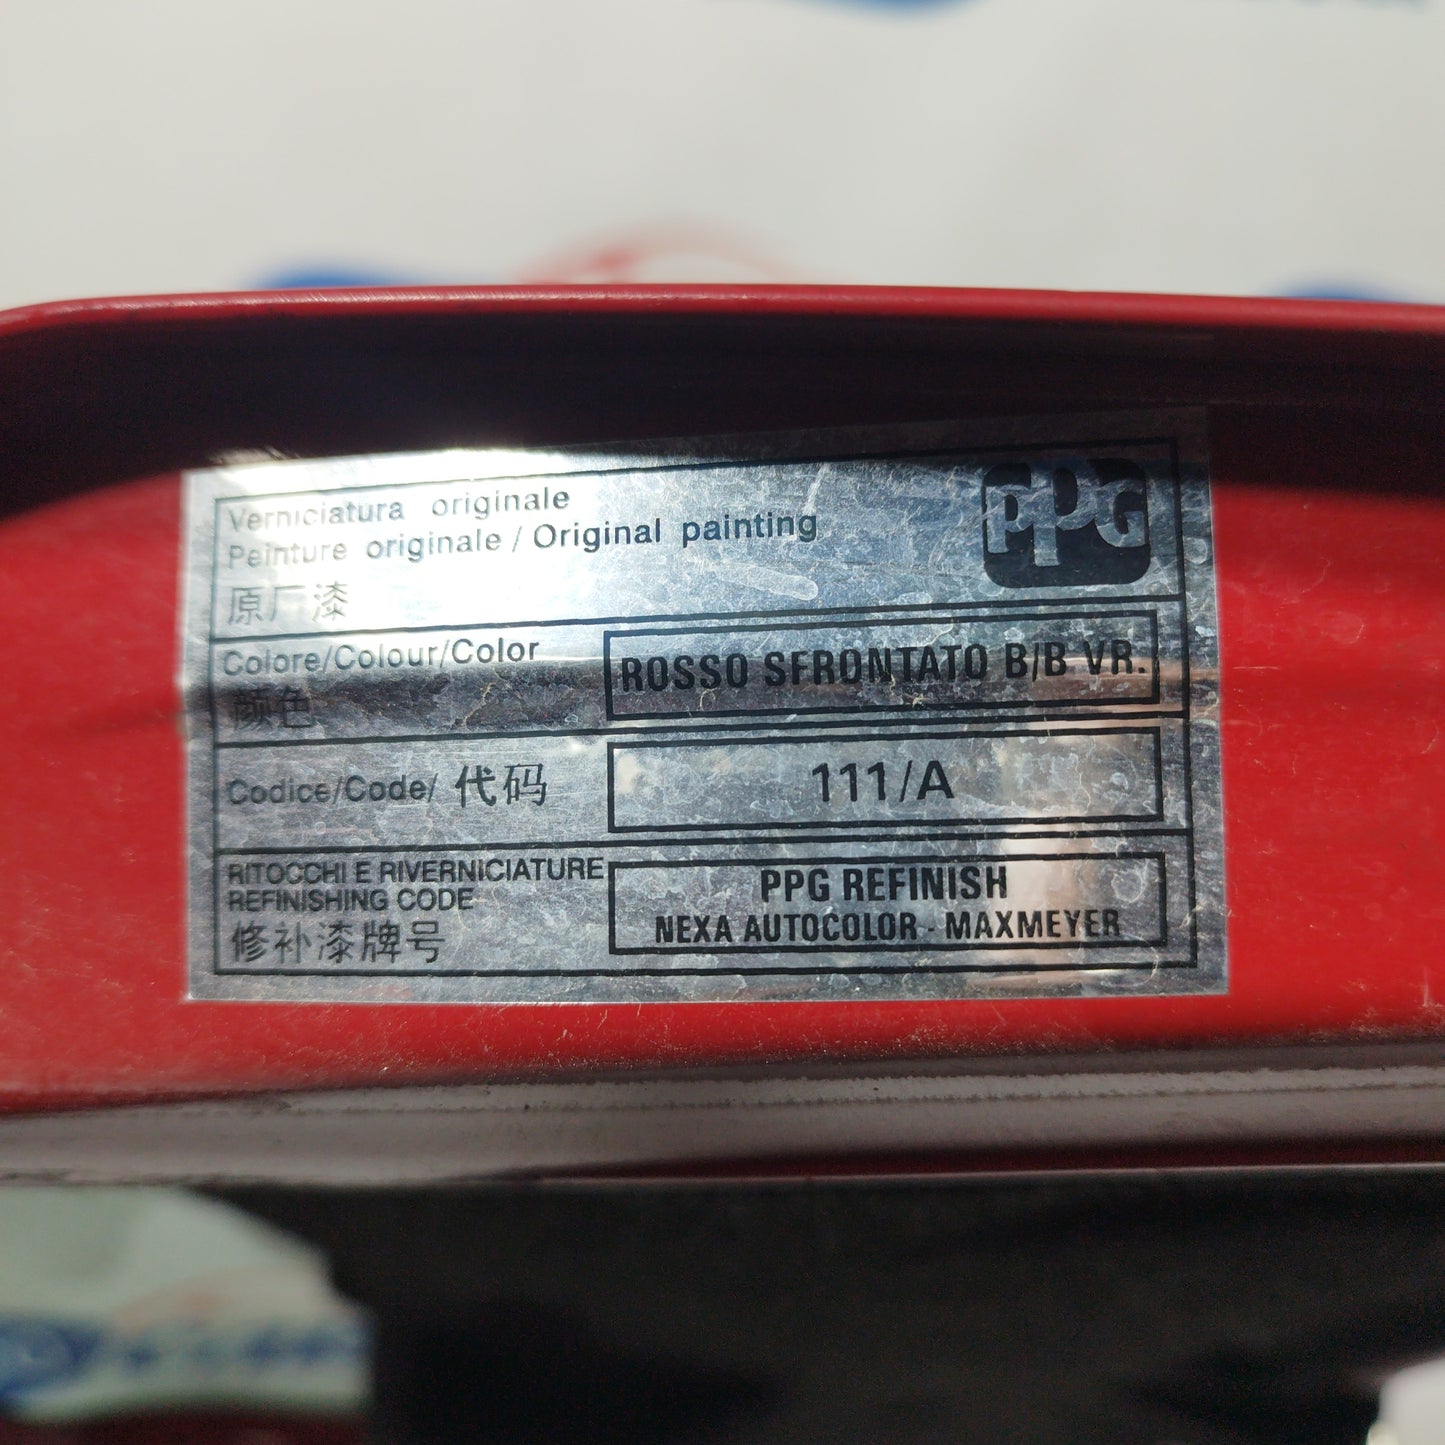 Verniciatura originale
Peinture originale / Original painting
原厂漆
PPG
Colore/Colour/Color
颜色
ROSSO SFRONTATO B/B VR.
Codice/Code/ 代码
111/A
RITOCCHI E RIVERNICIATURE
REFINISHING CODE
修补漆牌号
PPG REFINISH
NEXA AUTOCOLOR - MAXMEYER